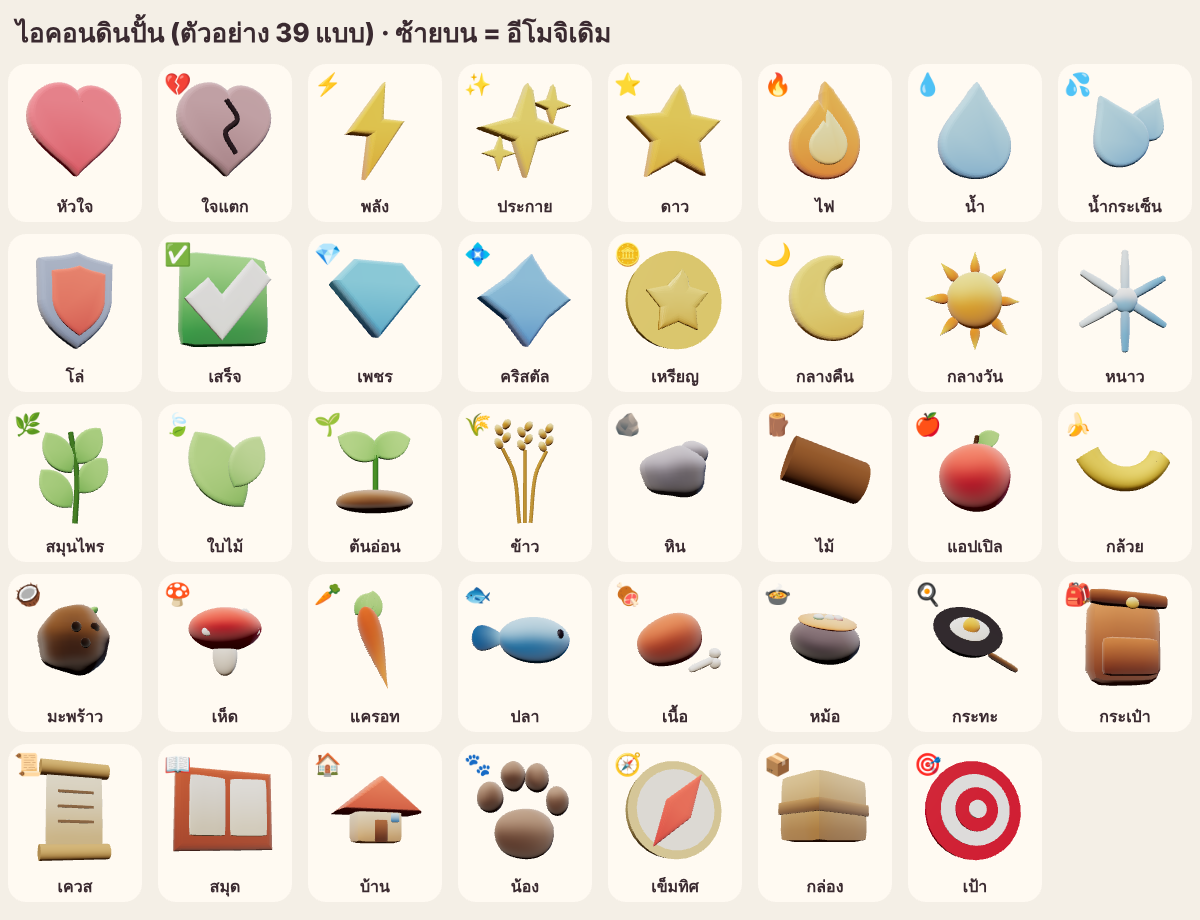 ไอคอนดินปั้น (ตัวอย่าง 39 แบบ) · ซ้ายบน = อีโมจิเดิม
หัวใจ ใจแตก พลัง ประกาย ดาว ไฟ น้ำ น้ำกระเซ็น
โล่ เสร็จ เพชร คริสตัล เหรียญ กลางคืน กลางวัน หนาว
สมุนไพร ใบไม้ ต้นอ่อน ข้าว หิน ไม้ แอปเปิล กล้วย
มะพร้าว เห็ด แครอท ปลา เนื้อ หม้อ กระทะ กระเป๋า
เควส สมุด บ้าน น้อง เข็มทิศ กล่อง เป้า